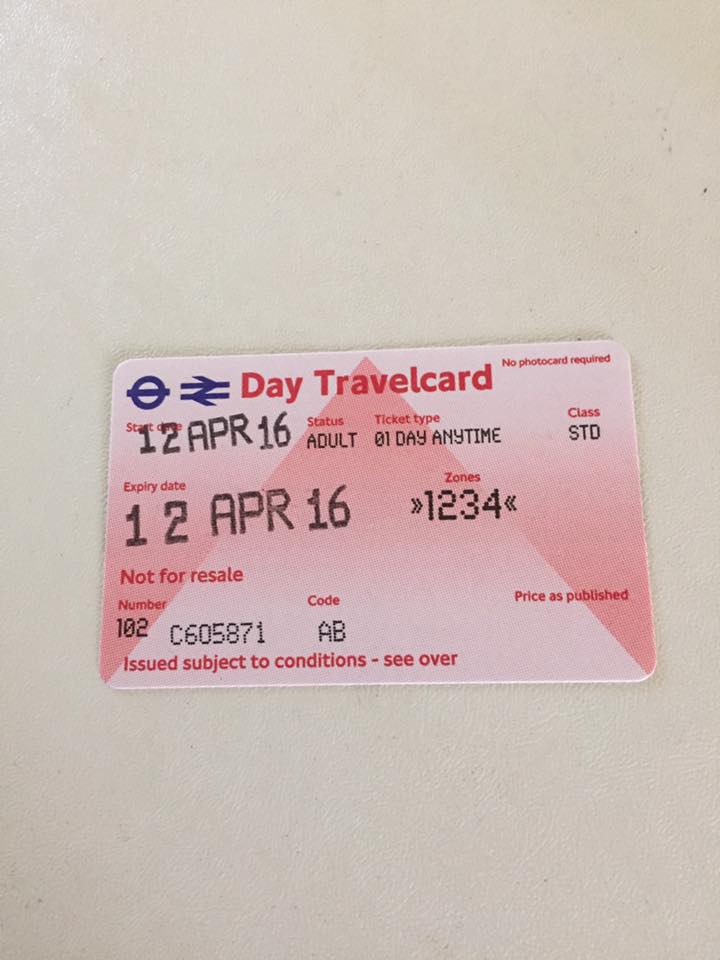 Day Travelcard
No photocard required
Start date Status Ticket type Class
12 APR 16 ADULT 01 DAY ANYTIME STD
Expiry date Zones
12 APR 16 »1234«
Not for resale
Number Code Price as published
102 C605871 AB
Issued subject to conditions - see over